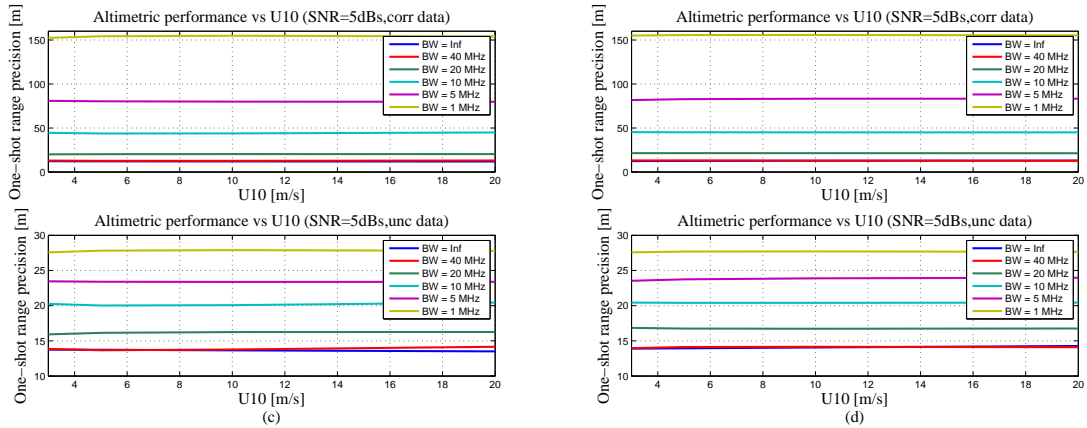 Altimetric performance vs U10 (SNR=5dBs,corr data)
One−shot range precision [m]
150
100
50
0
4 6 8 10 12 14 16 18 20
U10 [m/s]
BW = Inf
BW = 40 MHz
BW = 20 MHz
BW = 10 MHz
BW = 5 MHz
BW = 1 MHz
Altimetric performance vs U10 (SNR=5dBs,unc data)
One−shot range precision [m]
30
25
20
15
10
4 6 8 10 12 14 16 18 20
U10 [m/s]
BW = Inf
BW = 40 MHz
BW = 20 MHz
BW = 10 MHz
BW = 5 MHz
BW = 1 MHz
(c)
Altimetric performance vs U10 (SNR=5dBs,corr data)
One−shot range precision [m]
150
100
50
0
4 6 8 10 12 14 16 18 20
U10 [m/s]
BW = Inf
BW = 40 MHz
BW = 20 MHz
BW = 10 MHz
BW = 5 MHz
BW = 1 MHz
Altimetric performance vs U10 (SNR=5dBs,unc data)
One−shot range precision [m]
30
25
20
15
10
4 6 8 10 12 14 16 18 20
U10 [m/s]
BW = Inf
BW = 40 MHz
BW = 20 MHz
BW = 10 MHz
BW = 5 MHz
BW = 1 MHz
(d)